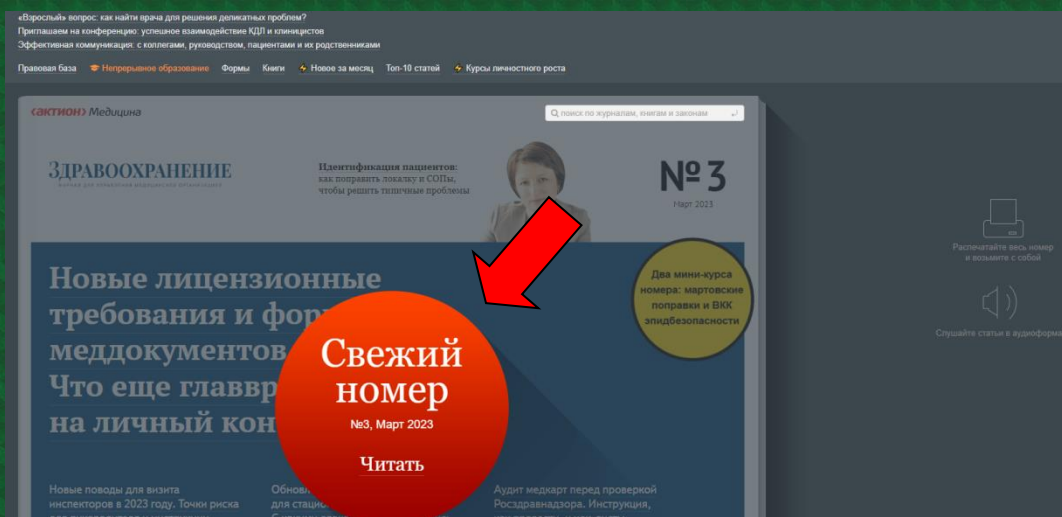 «Взрослый» вопрос: как найти врача для решения деликатных проблем?
Приглашаем на конференцию: успешное взаимодействие КДЛ и клиницистов
Эффективная коммуникация: с коллегами, руководством, пациентами и их родственниками
Правовая база Непрерывное образование Формы Книги Новое за месяц Топ-10 статей Курсы личностного роста
‹актион› Медицина
поиск по журналам, книгам и законам
ЗДРАВООХРАНЕНИЕ
Идентификация пациентов:
как поправить локалку и СОПы,
чтобы решить типичные проблемы
№ 3
Март 2023
Распечатайте весь номер
и возьмите с собой
Слушайте статьи в аудиоформа
Два мини-курса
номера: мартовские
поправки и ВКК
эпидбезопасности
Новые лицензионные
требования и фор
меддокументов
Что еще главвр
на личный кон
Свежий
номер
№3, Март 2023
Читать
Новые поводы для визита
инспекторов в 2023 году. Точки риска
Обновл
для стацио
Аудит медкарт перед проверкой
Росздравнадзора. Инструкция,